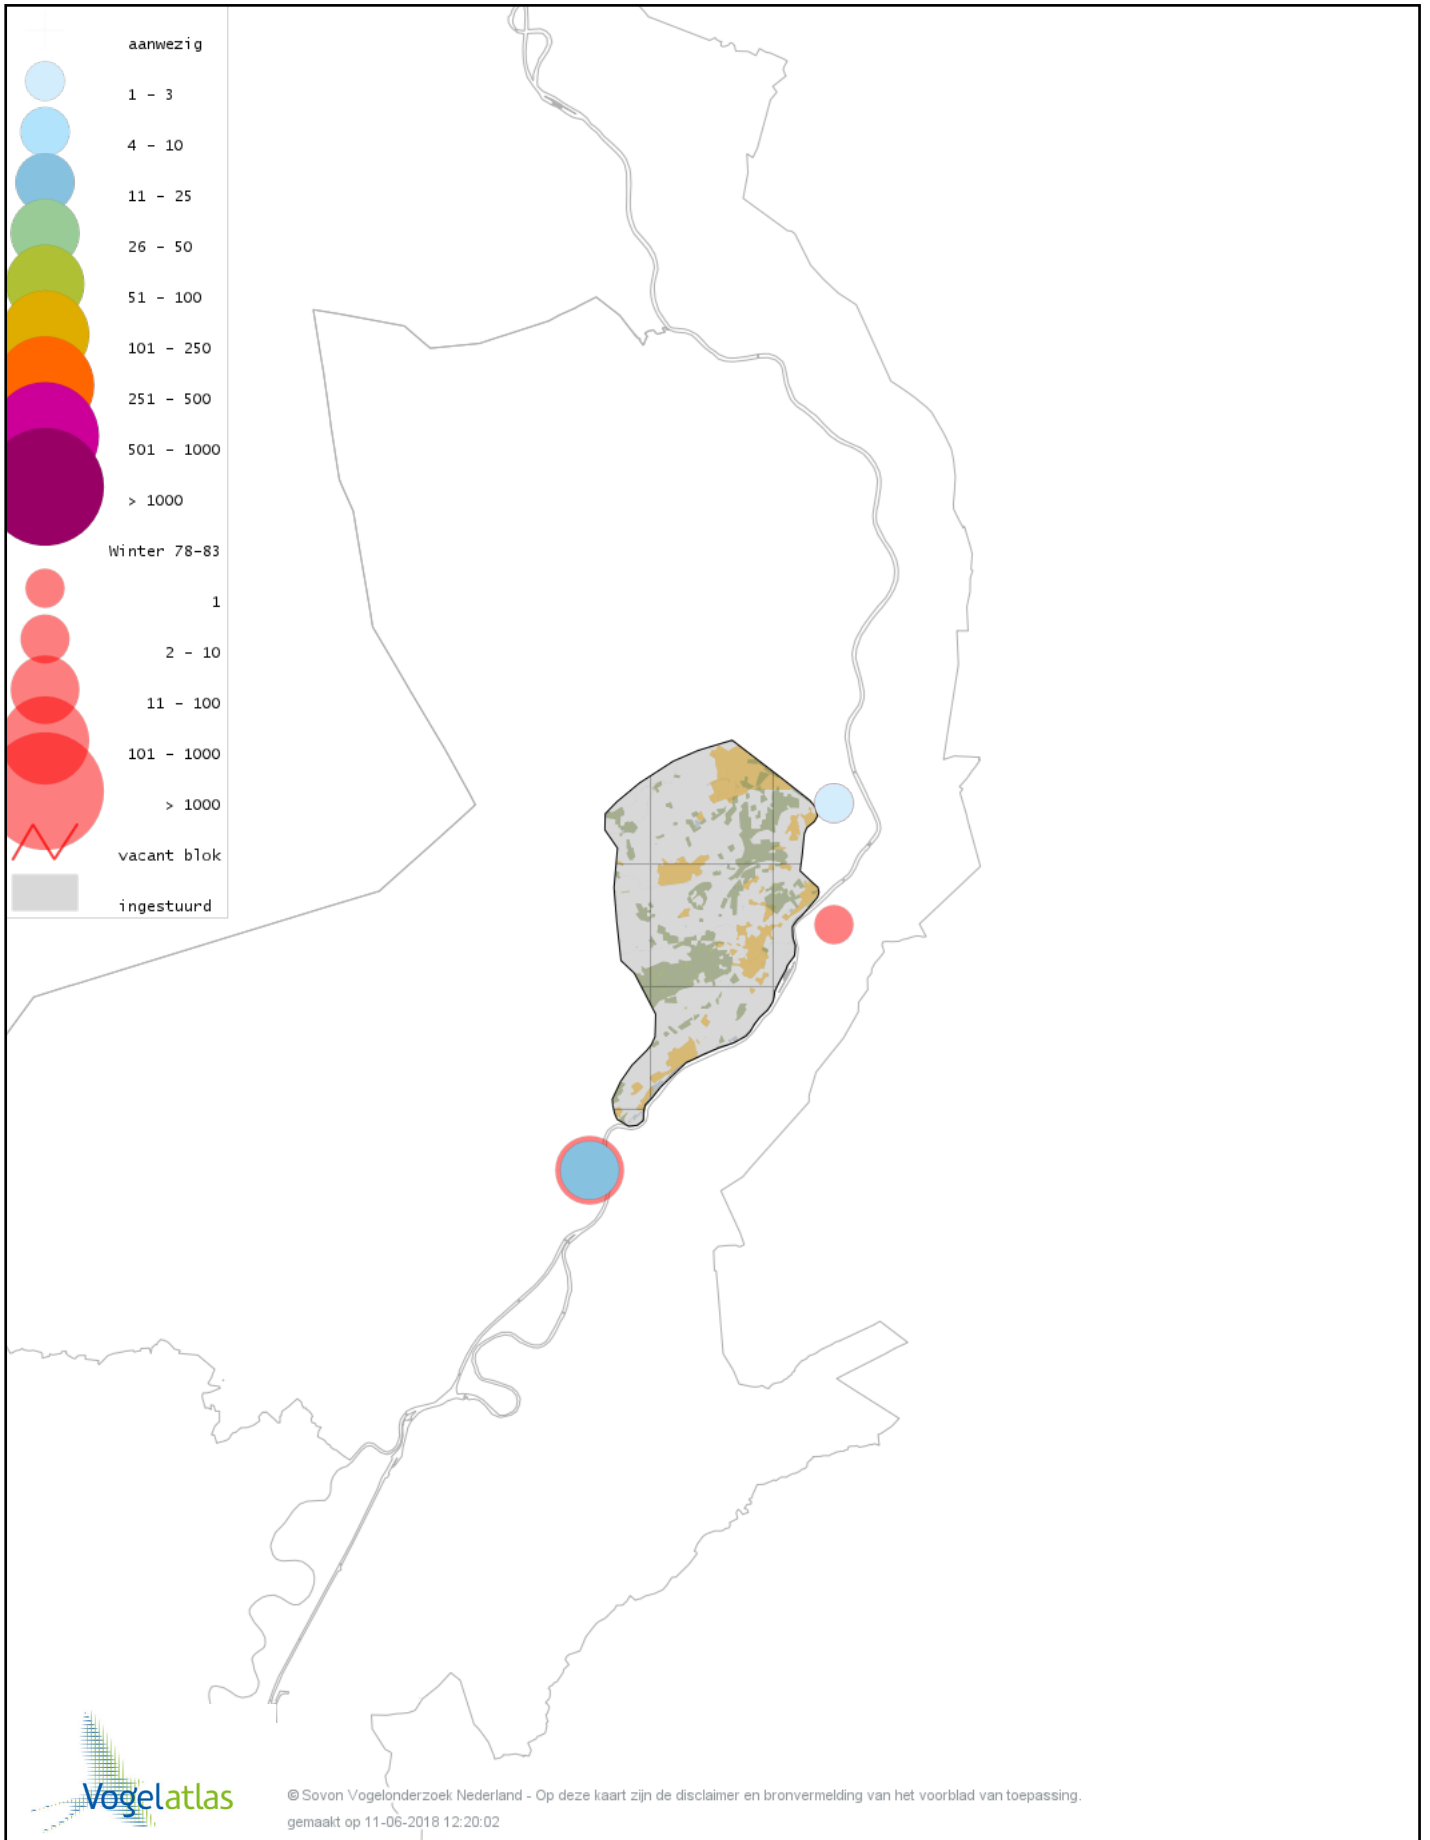 aanwezig
1 - 3
4 - 10
11 - 25
26 - 50
51 - 100
101 - 250
251 - 500
501 - 1000
> 1000
Winter 78-83
1
2 - 10
11 - 100
101 - 1000
> 1000
vacant blok
ingestuurd
Vogelatlas
© Sovon Vogelonderzoek Nederland - Op deze kaart zijn de disclaimer en bronvermelding van het voorblad van toepassing.
gemaakt op 11-06-2018 12:20:02